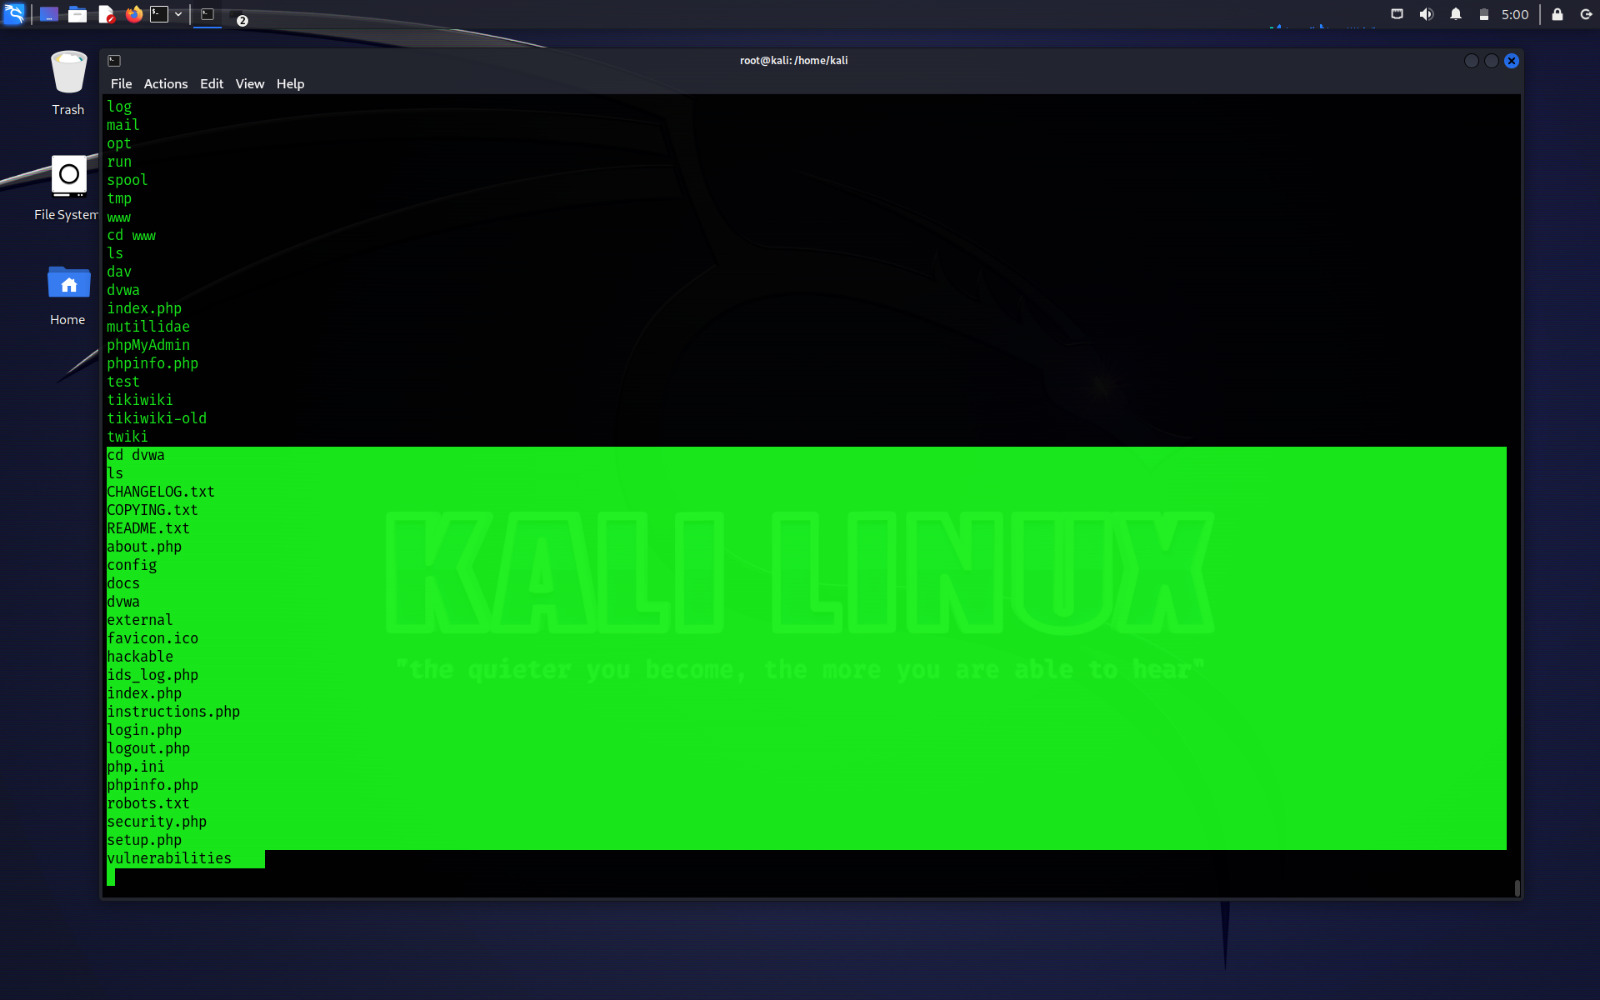 2
5:00
root@kali: /home/kali
File Actions Edit View Help
Trash
File System
Home
log
mail
opt
run
spool
tmp
www
cd www
ls
dav
dvwa
index.php
mutillidae
phpMyAdmin
phpinfo.php
test
tikiwiki
tikiwiki-old
twiki
cd dvwa
ls
CHANGELOG.txt
COPYING.txt
README.txt
about.php
config
docs
dvwa
external
favicon.ico
hackable
ids_log.php
index.php
instructions.php
login.php
logout.php
php.ini
phpinfo.php
robots.txt
security.php
setup.php
vulnerabilities
KALI LINUX
"the quieter you become, the more you are able to hear"